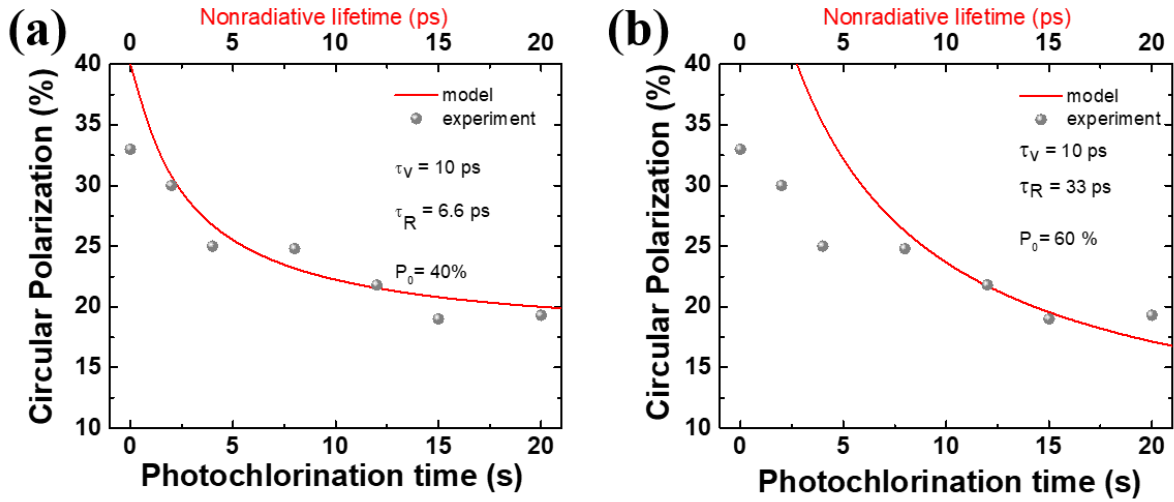 (a)
Nonradiative lifetime (ps)
0 5 10 15 20
40
35
30
25
20
15
10
Circular Polarization (%)
model
experiment
τV = 10 ps
τR = 6.6 ps
P0= 40%
0 5 10 15 20
Photochlorination time (s)
(b)
Nonradiative lifetime (ps)
0 5 10 15 20
40
35
30
25
20
15
10
Circular Polarization (%)
model
experiment
τV = 10 ps
τR = 33 ps
P0= 60 %
0 5 10 15 20
Photochlorination time (s)